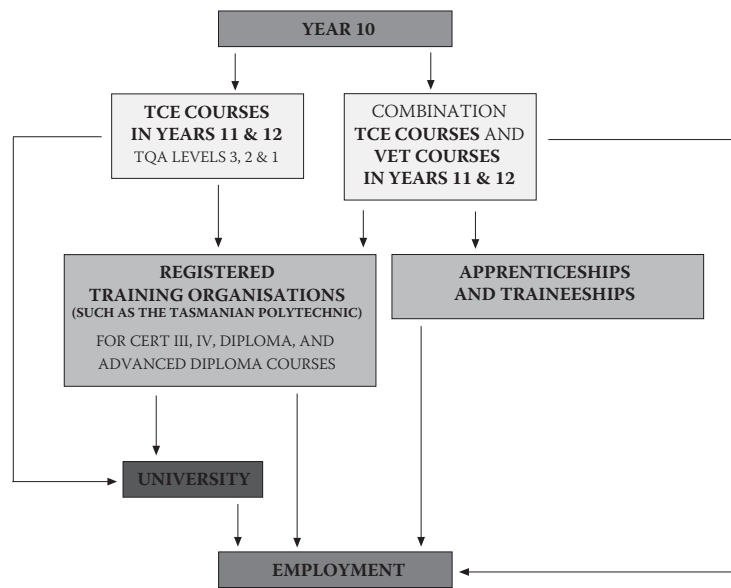 YEAR 10
TCE COURSES
IN YEARS 11 & 12
TQA LEVELS 3, 2 & 1
COMBINATION
TCE COURSES AND
VET COURSES
IN YEARS 11 & 12
REGISTERED
TRAINING ORGANISATIONS
(SUCH AS THE TASMANIAN POLYTECHNIC)
FOR CERT III, IV, DIPLOMA, AND
ADVANCED DIPLOMA COURSES
APPRENTICESHIPS
AND TRAINEESHIPS
UNIVERSITY
EMPLOYMENT